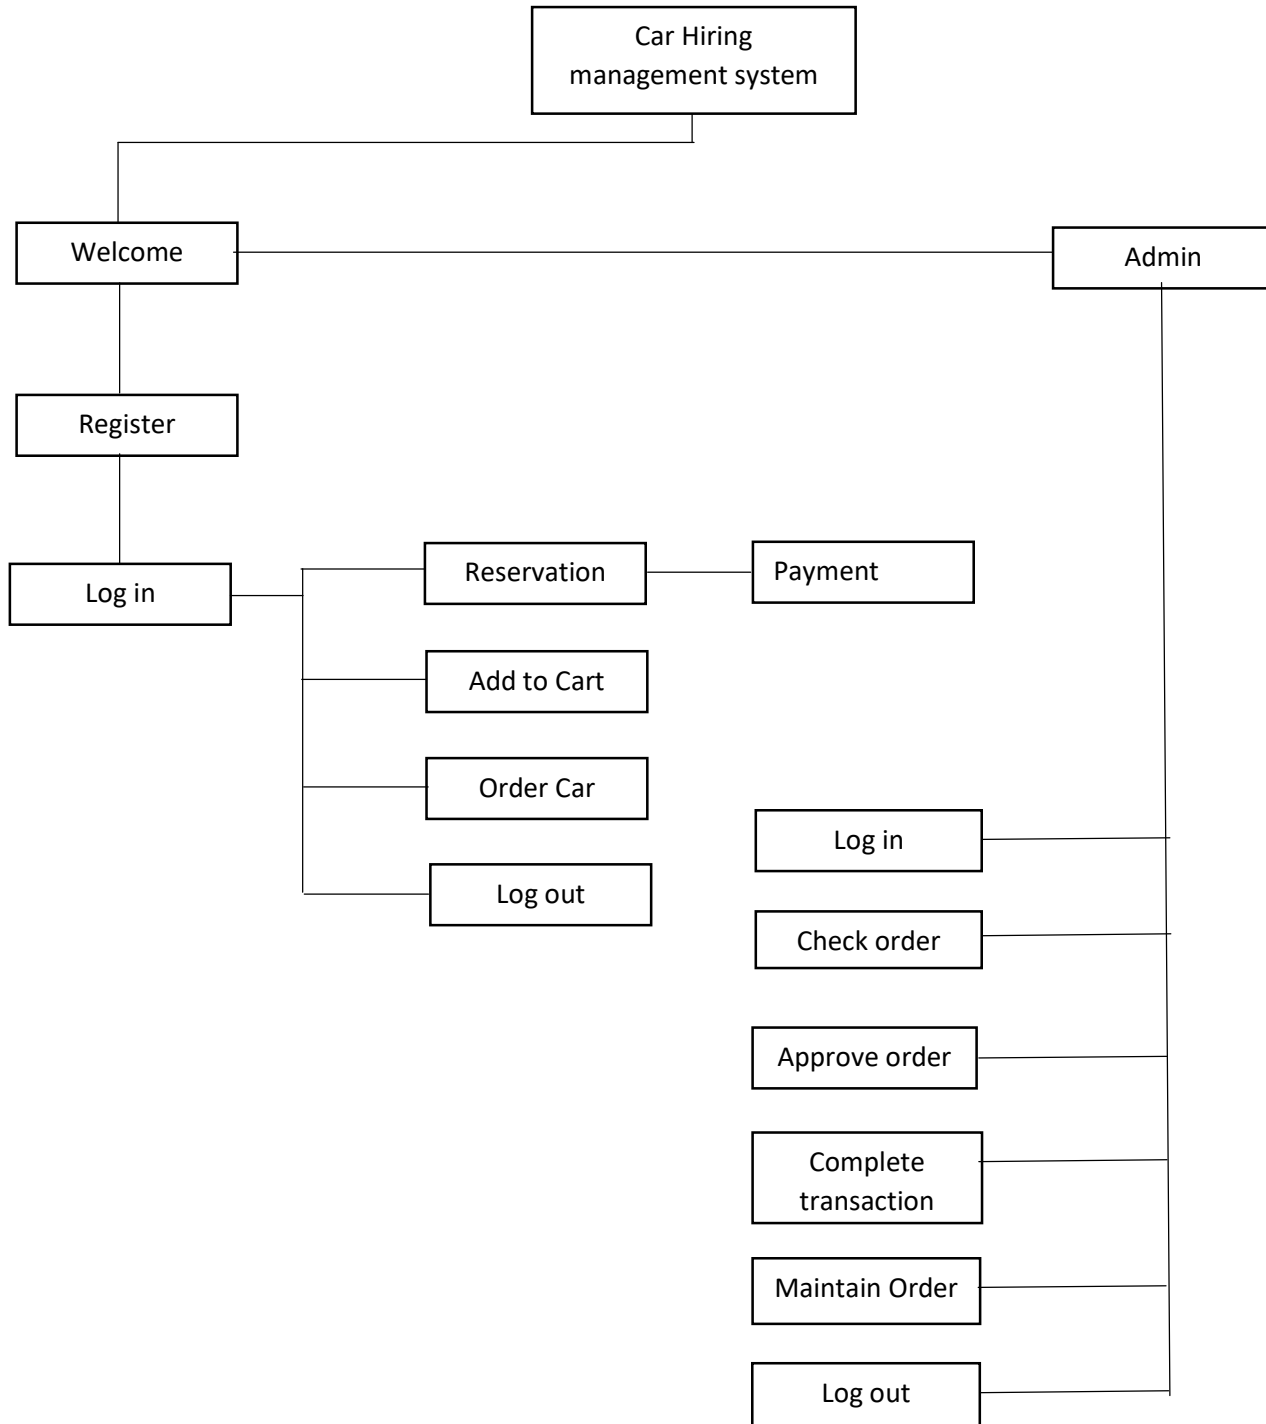 Car Hiring
management system
Welcome
Admin
Register
Log in
Reservation
Payment
Add to Cart
Order Car
Log out
Log in
Check order
Approve order
Complete
transaction
Maintain Order
Log out